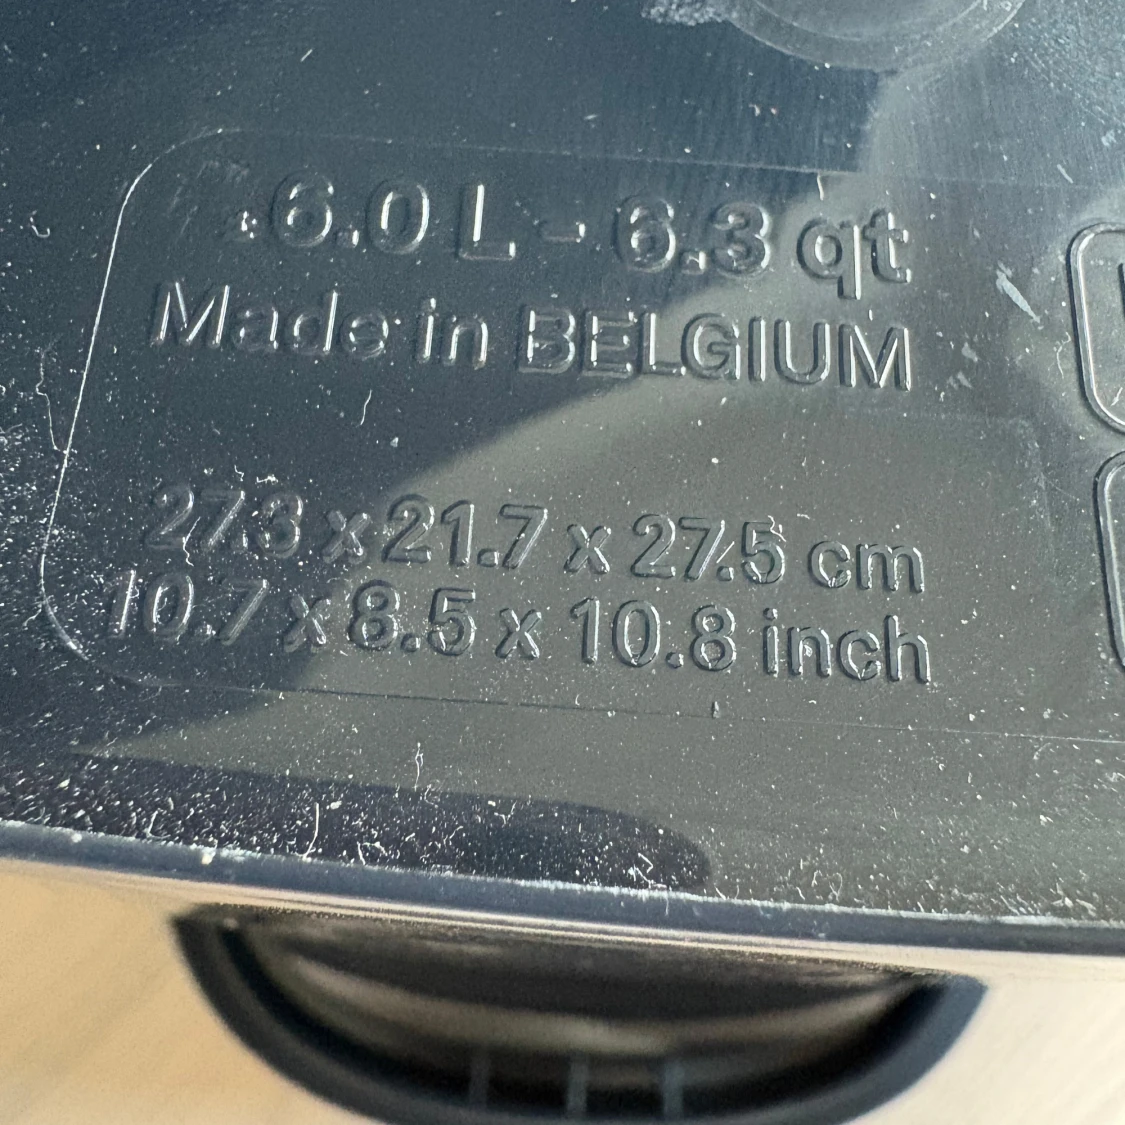 6.0 L - 6.3 qt
Made in BELGIUM
27.3 x 21.7 x 27.5 cm
10.7 x 8.5 x 10.8 inch